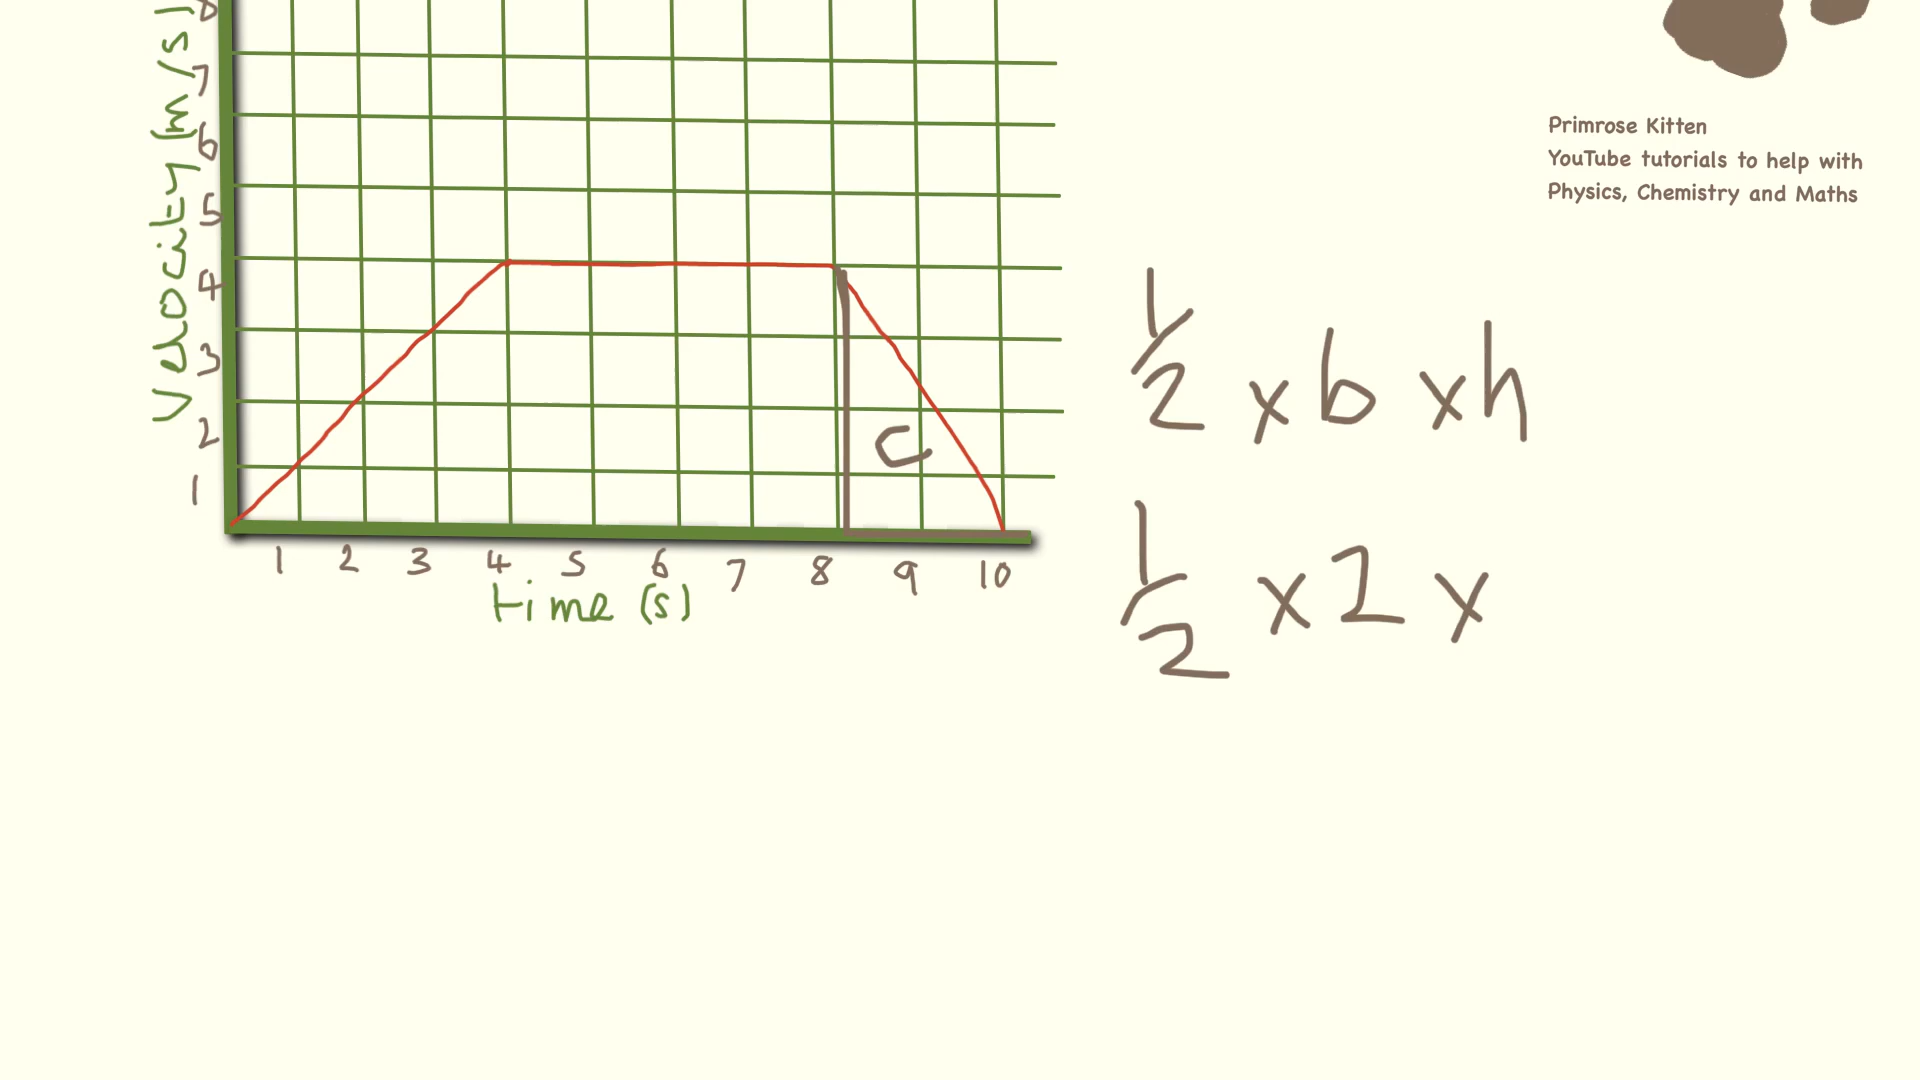 Primrose Kitten
YouTube tutorials to help with
Physics, Chemistry and Maths
Velocity (m/s)
8
7
6
5
4
3
2
1
C
1 2 3 4 5 6 7 8 9 10
time (s)
1/2 x b x h
1/2 x 2 x